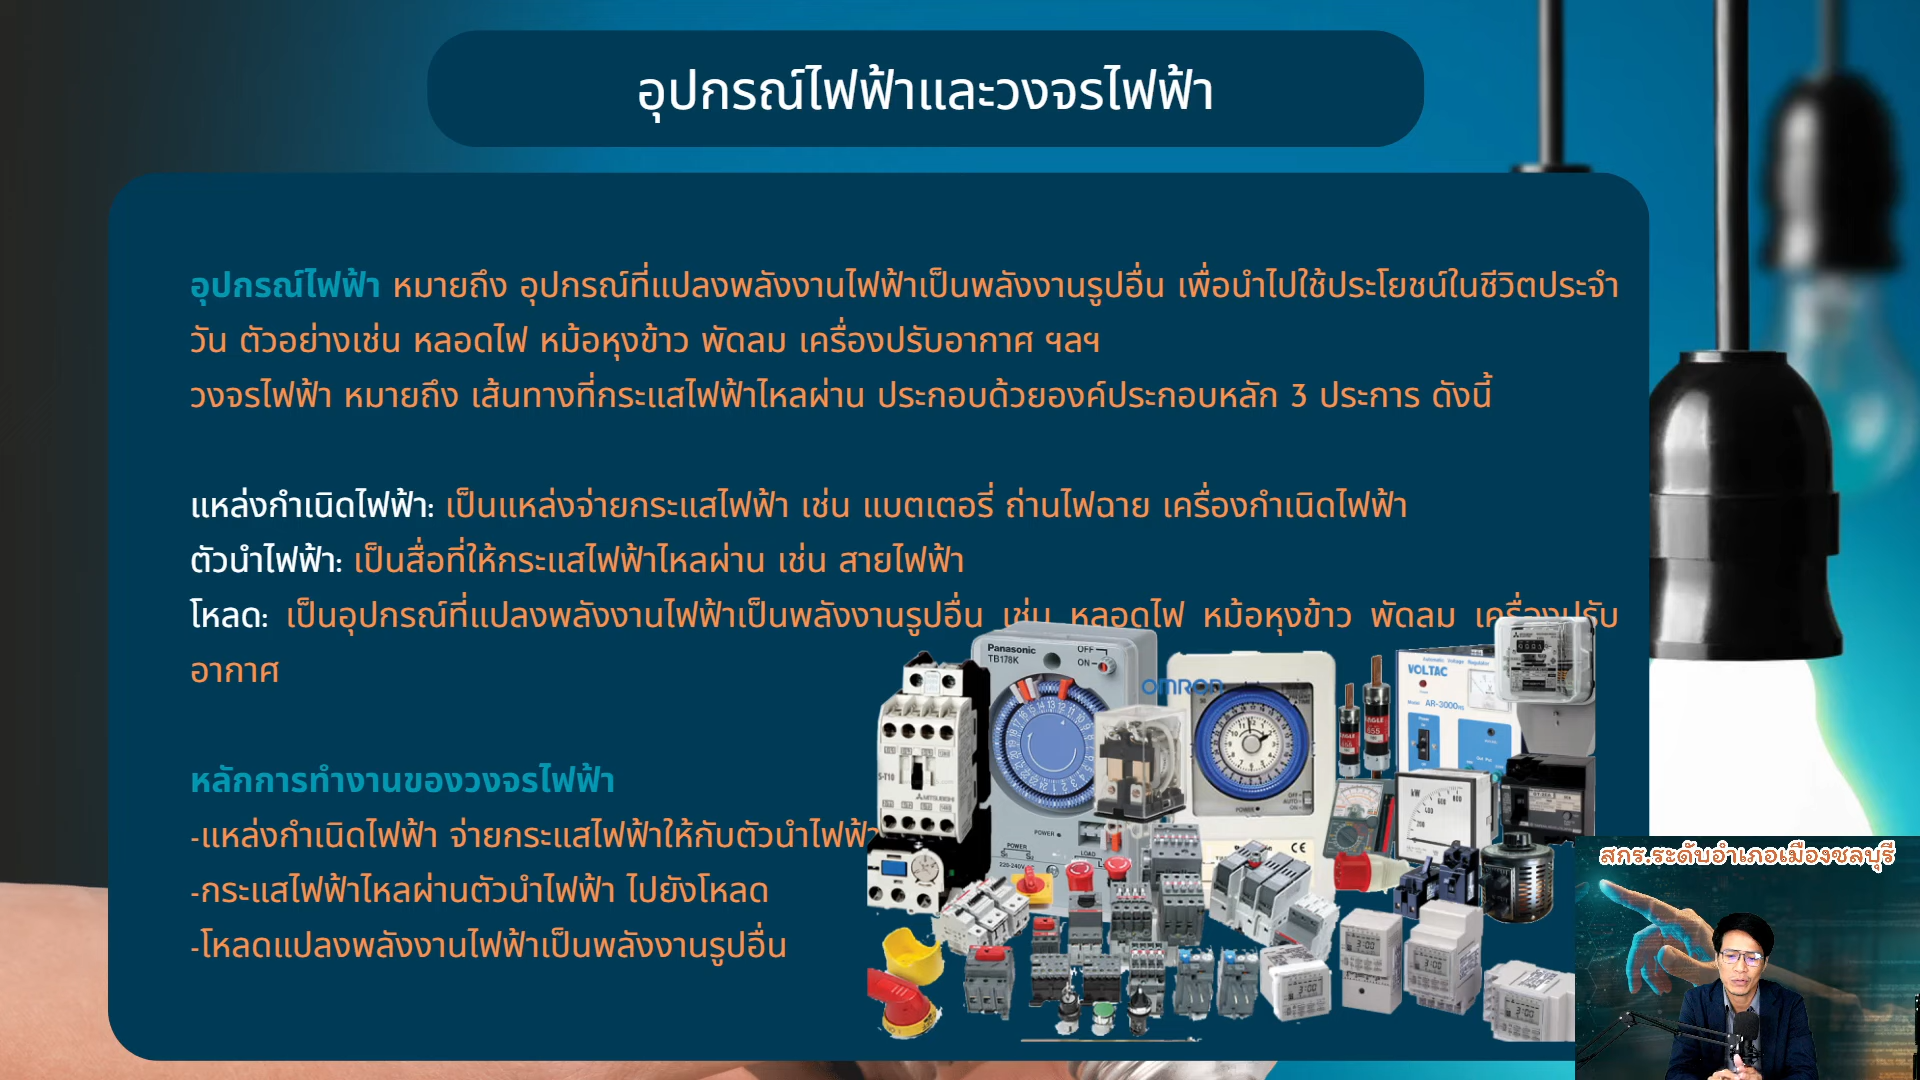 อุปกรณ์ไฟฟ้าและวงจรไฟฟ้า
อุปกรณ์ไฟฟ้า หมายถึง อุปกรณ์ที่แปลงพลังงานไฟฟ้าเป็นพลังงานรูปอื่น เพื่อนำไปใช้ประโยชน์ในชีวิตประจำ
วัน ตัวอย่างเช่น หลอดไฟ หม้อหุงข้าว พัดลม เครื่องปรับอากาศ ฯลฯ
วงจรไฟฟ้า หมายถึง เส้นทางที่กระแสไฟฟ้าไหลผ่าน ประกอบด้วยองค์ประกอบหลัก 3 ประการ ดังนี้
แหล่งกำเนิดไฟฟ้า: เป็นแหล่งจ่ายกระแสไฟฟ้า เช่น แบตเตอรี่ ถ่านไฟฉาย เครื่องกำเนิดไฟฟ้า
ตัวนำไฟฟ้า: เป็นสื่อที่ให้กระแสไฟฟ้าไหลผ่าน เช่น สายไฟฟ้า
โหลด: เป็นอุปกรณ์ที่แปลงพลังงานไฟฟ้าเป็นพลังงานรูปอื่น เช่น หลอดไฟ หม้อหุงข้าว พัดลม เครื่องปรับ
อากาศ
หลักการทำงานของวงจรไฟฟ้า
-แหล่งกำเนิดไฟฟ้า จ่ายกระแสไฟฟ้าให้กับตัวนำไฟฟ้า
-กระแสไฟฟ้าไหลผ่านตัวนำไฟฟ้า ไปยังโหลด
-โหลดแปลงพลังงานไฟฟ้าเป็นพลังงานรูปอื่น
Panasonic
TB178K
OFF
ON
OMRON
VOLTAC
AR-3000
POWER
LOAD
kW
สกร.ระดับอำเภอเมืองชลบุรี